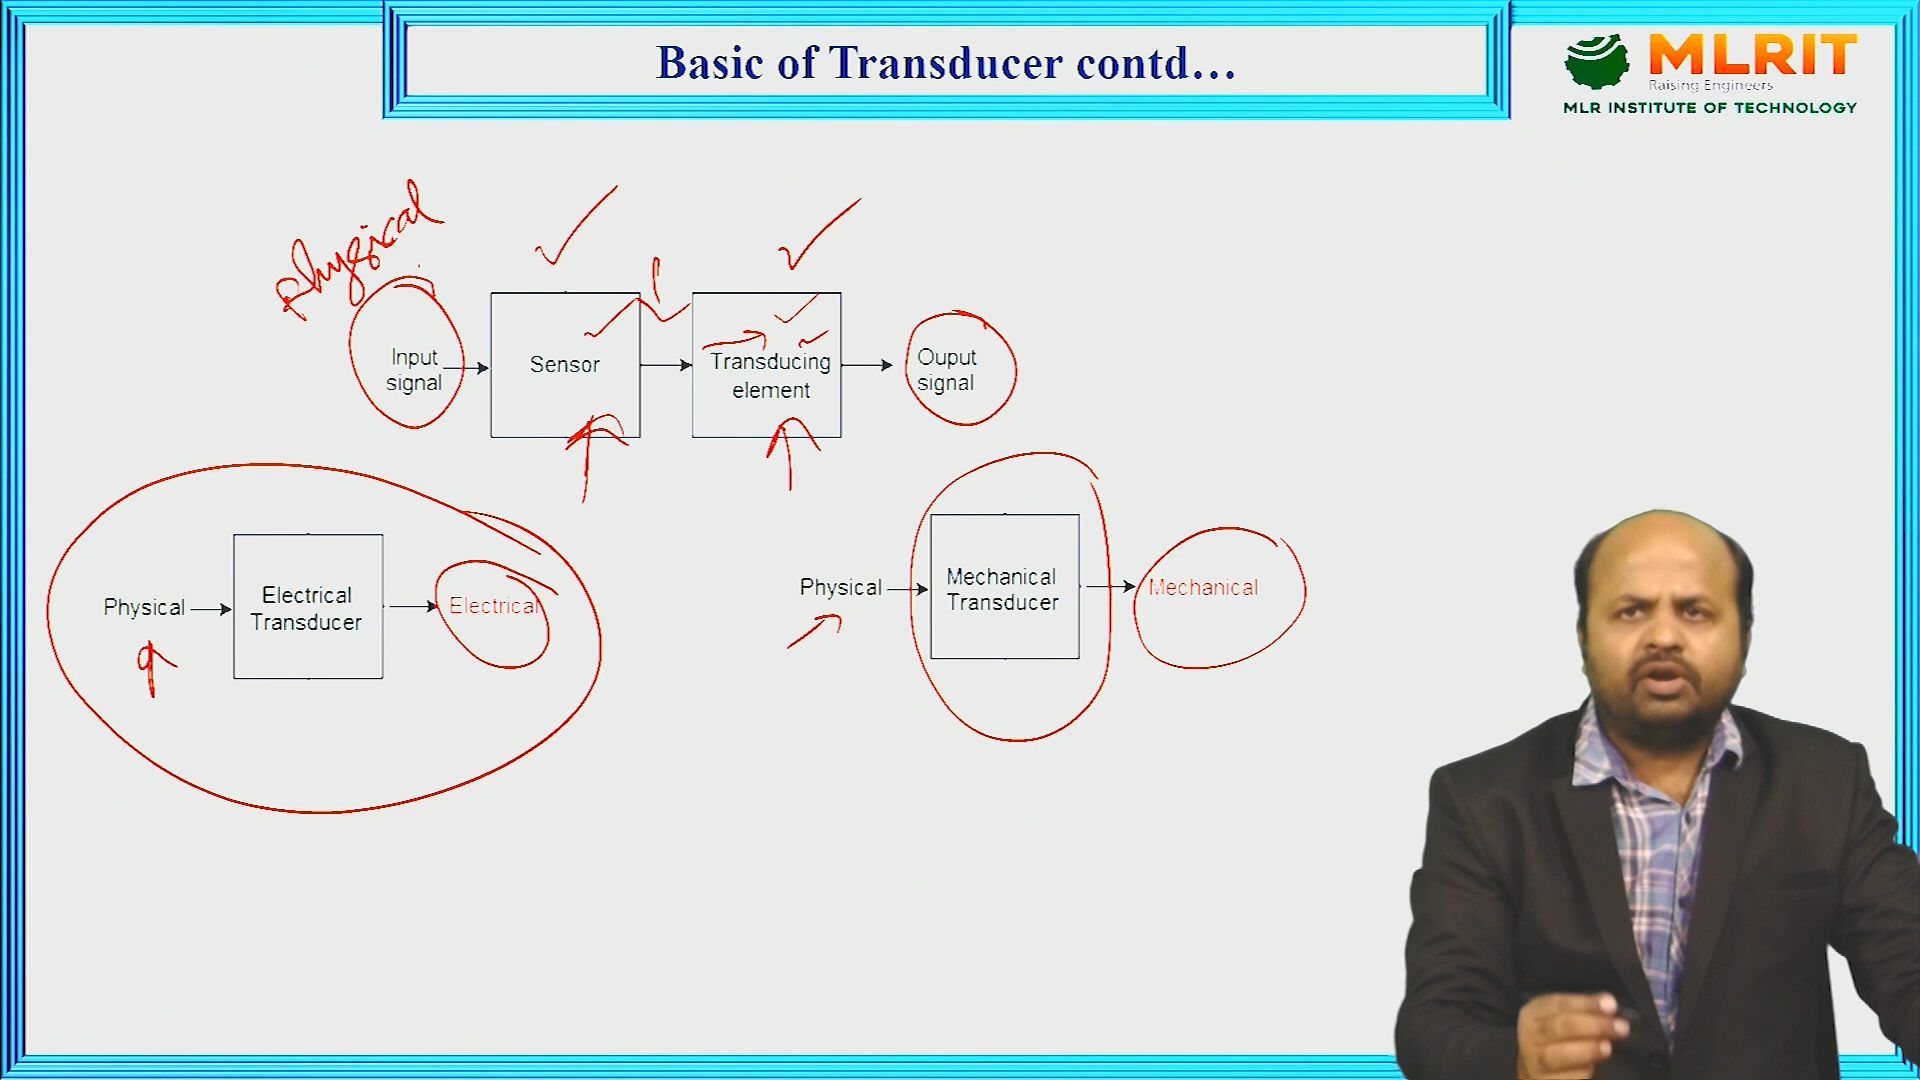 Basic of Transducer contd...
MLRIT
Raising Engineers
MLR INSTITUTE OF TECHNOLOGY
physical
Input
signal
Sensor
Transducing
element
Ouput
signal
Physical
Electrical
Transducer
Electrical
Physical
Mechanical
Transducer
Mechanical